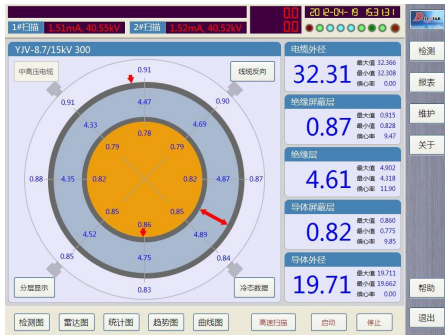 0.0
0.0
2012-04-19 15:31:31
1#扫描 1.51mA, 40.55kV 2#扫描 1.52mA, 40.52kV
YJV-8.7/15kV 300
中高压电缆
线缆反向
0.91
0.91
0.90
4.47
4.33
4.69
0.78
0.79
0.79
0.88
4.35
0.82
0.82
4.87
0.87
0.85
0.85
0.86
4.52
4.89
4.75
0.85
0.84
0.83
分层显示
冷态数据
电缆外径
32.31
最大值 32.366
最小值 32.308
偏心率 0.00
绝缘屏蔽层
0.87
最大值 0.915
最小值 0.828
偏心率 9.47
绝缘层
4.61
最大值 4.902
最小值 4.318
偏心率 11.90
导体屏蔽层
0.82
最大值 0.860
最小值 0.775
偏心率 9.85
导体外径
19.71
最大值 19.711
最小值 19.662
偏心率 0.00
检测
报表
维护
关于
帮助
退出
检测图 雷达图 统计图 趋势图 曲线图 高速扫描 启动 停止